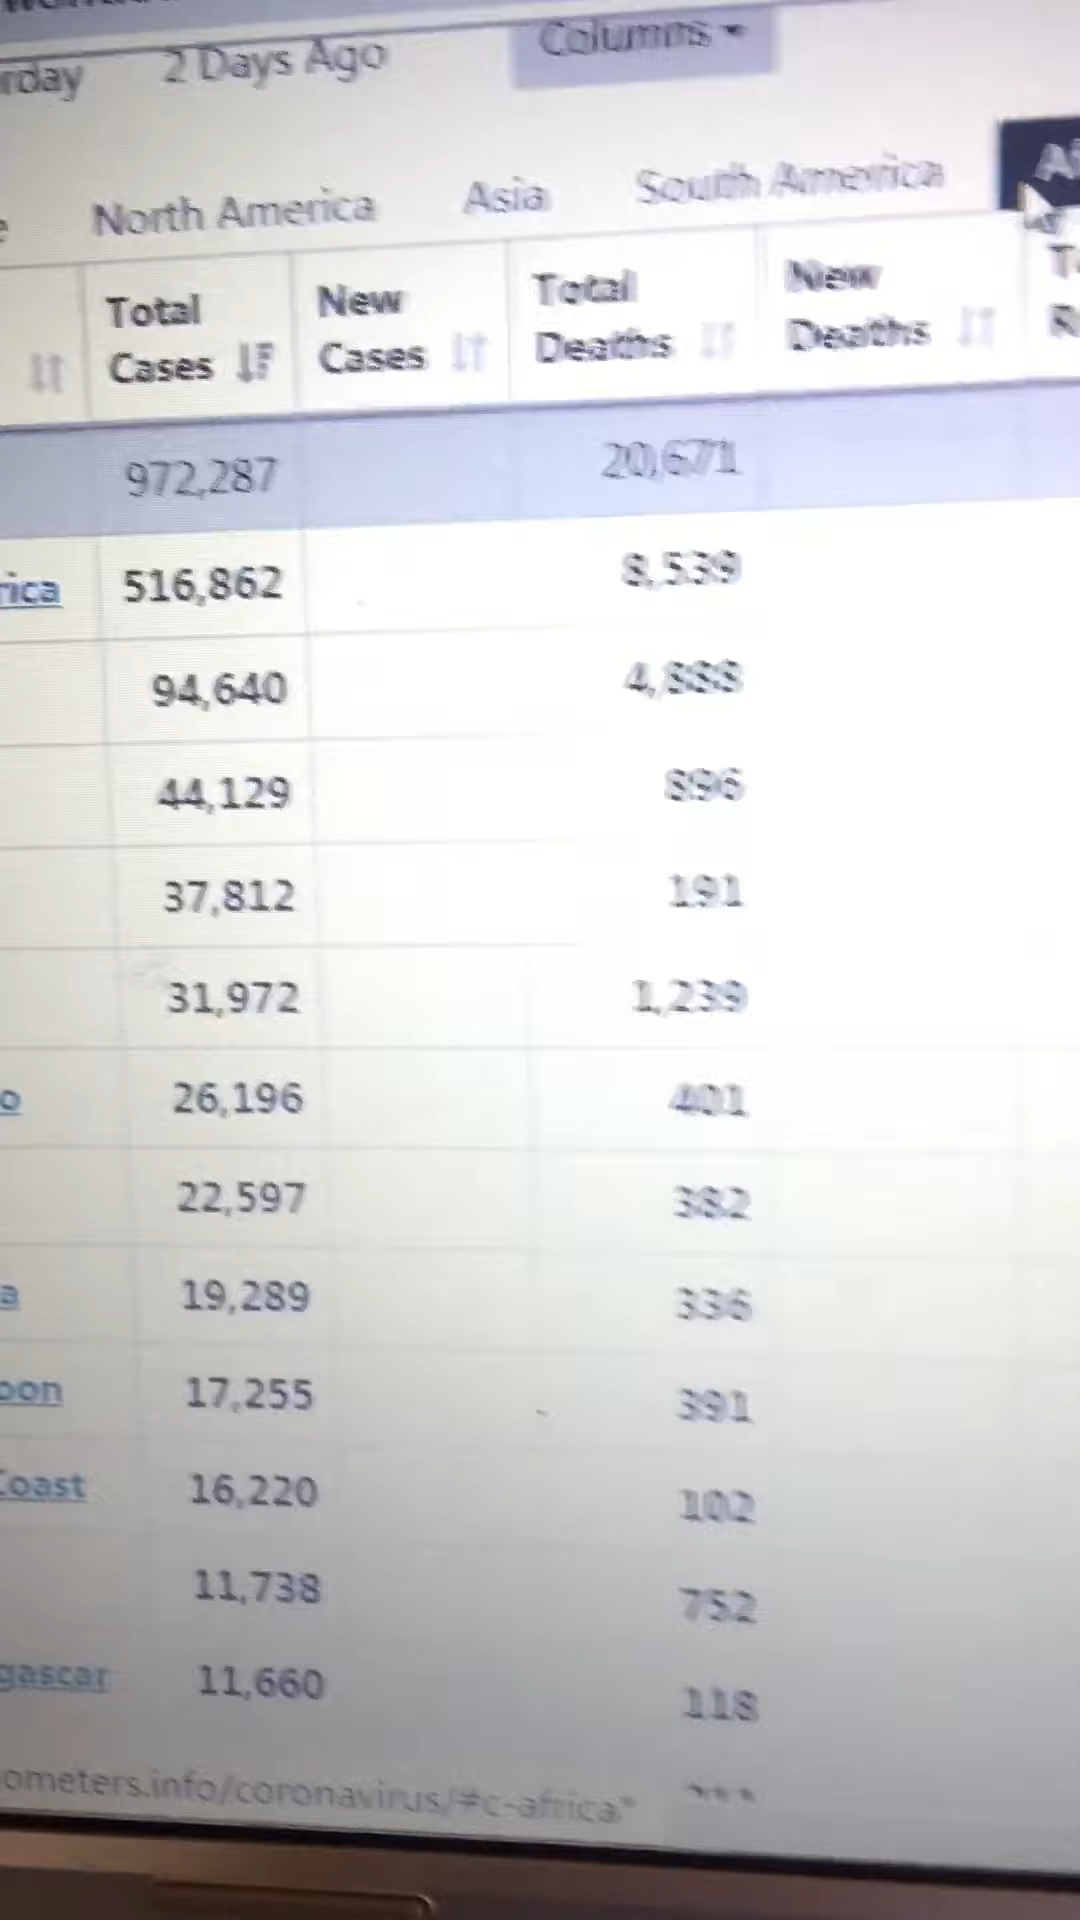 rday 2 Days Ago Columns
North America Asia South America
Total Cases New Cases Total Deaths New Deaths
972,287 20,671
rica 516,862 8,539
94,640 4,888
44,129 896
37,812 191
31,972 1,239
o 26,196 401
22,597 382
a 19,289 336
oon 17,255 391
Coast 16,220 102
11,738 752
gascar 11,660 118
ometers.info/coronavirus/#c-africa"